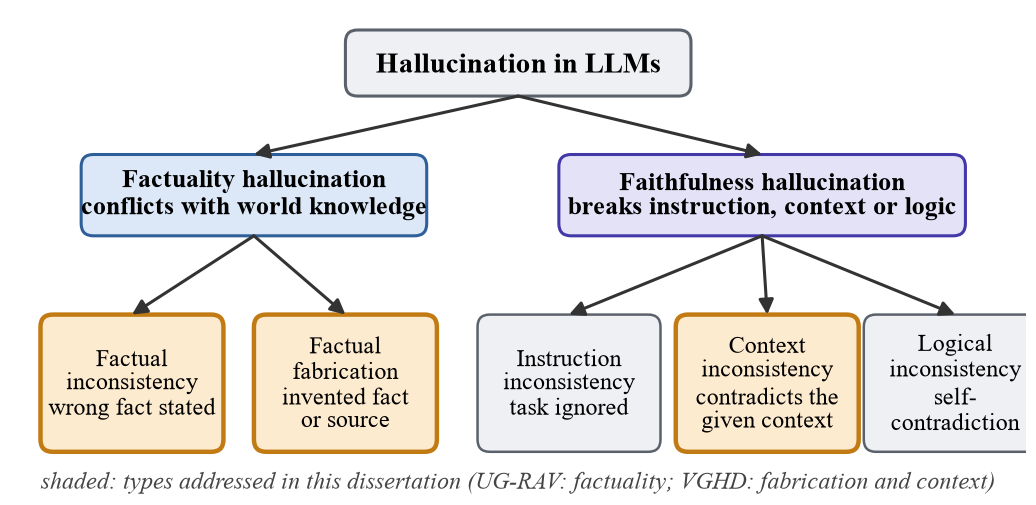 Hallucination in LLMs
Factuality hallucination
conflicts with world knowledge
Faithfulness hallucination
breaks instruction, context or logic
Factual
inconsistency
wrong fact stated
Factual
fabrication
invented fact
or source
Instruction
inconsistency
task ignored
Context
inconsistency
contradicts the
given context
Logical
inconsistency
self-
contradiction
shaded: types addressed in this dissertation (UG-RAV: factuality; VGHD: fabrication and context)